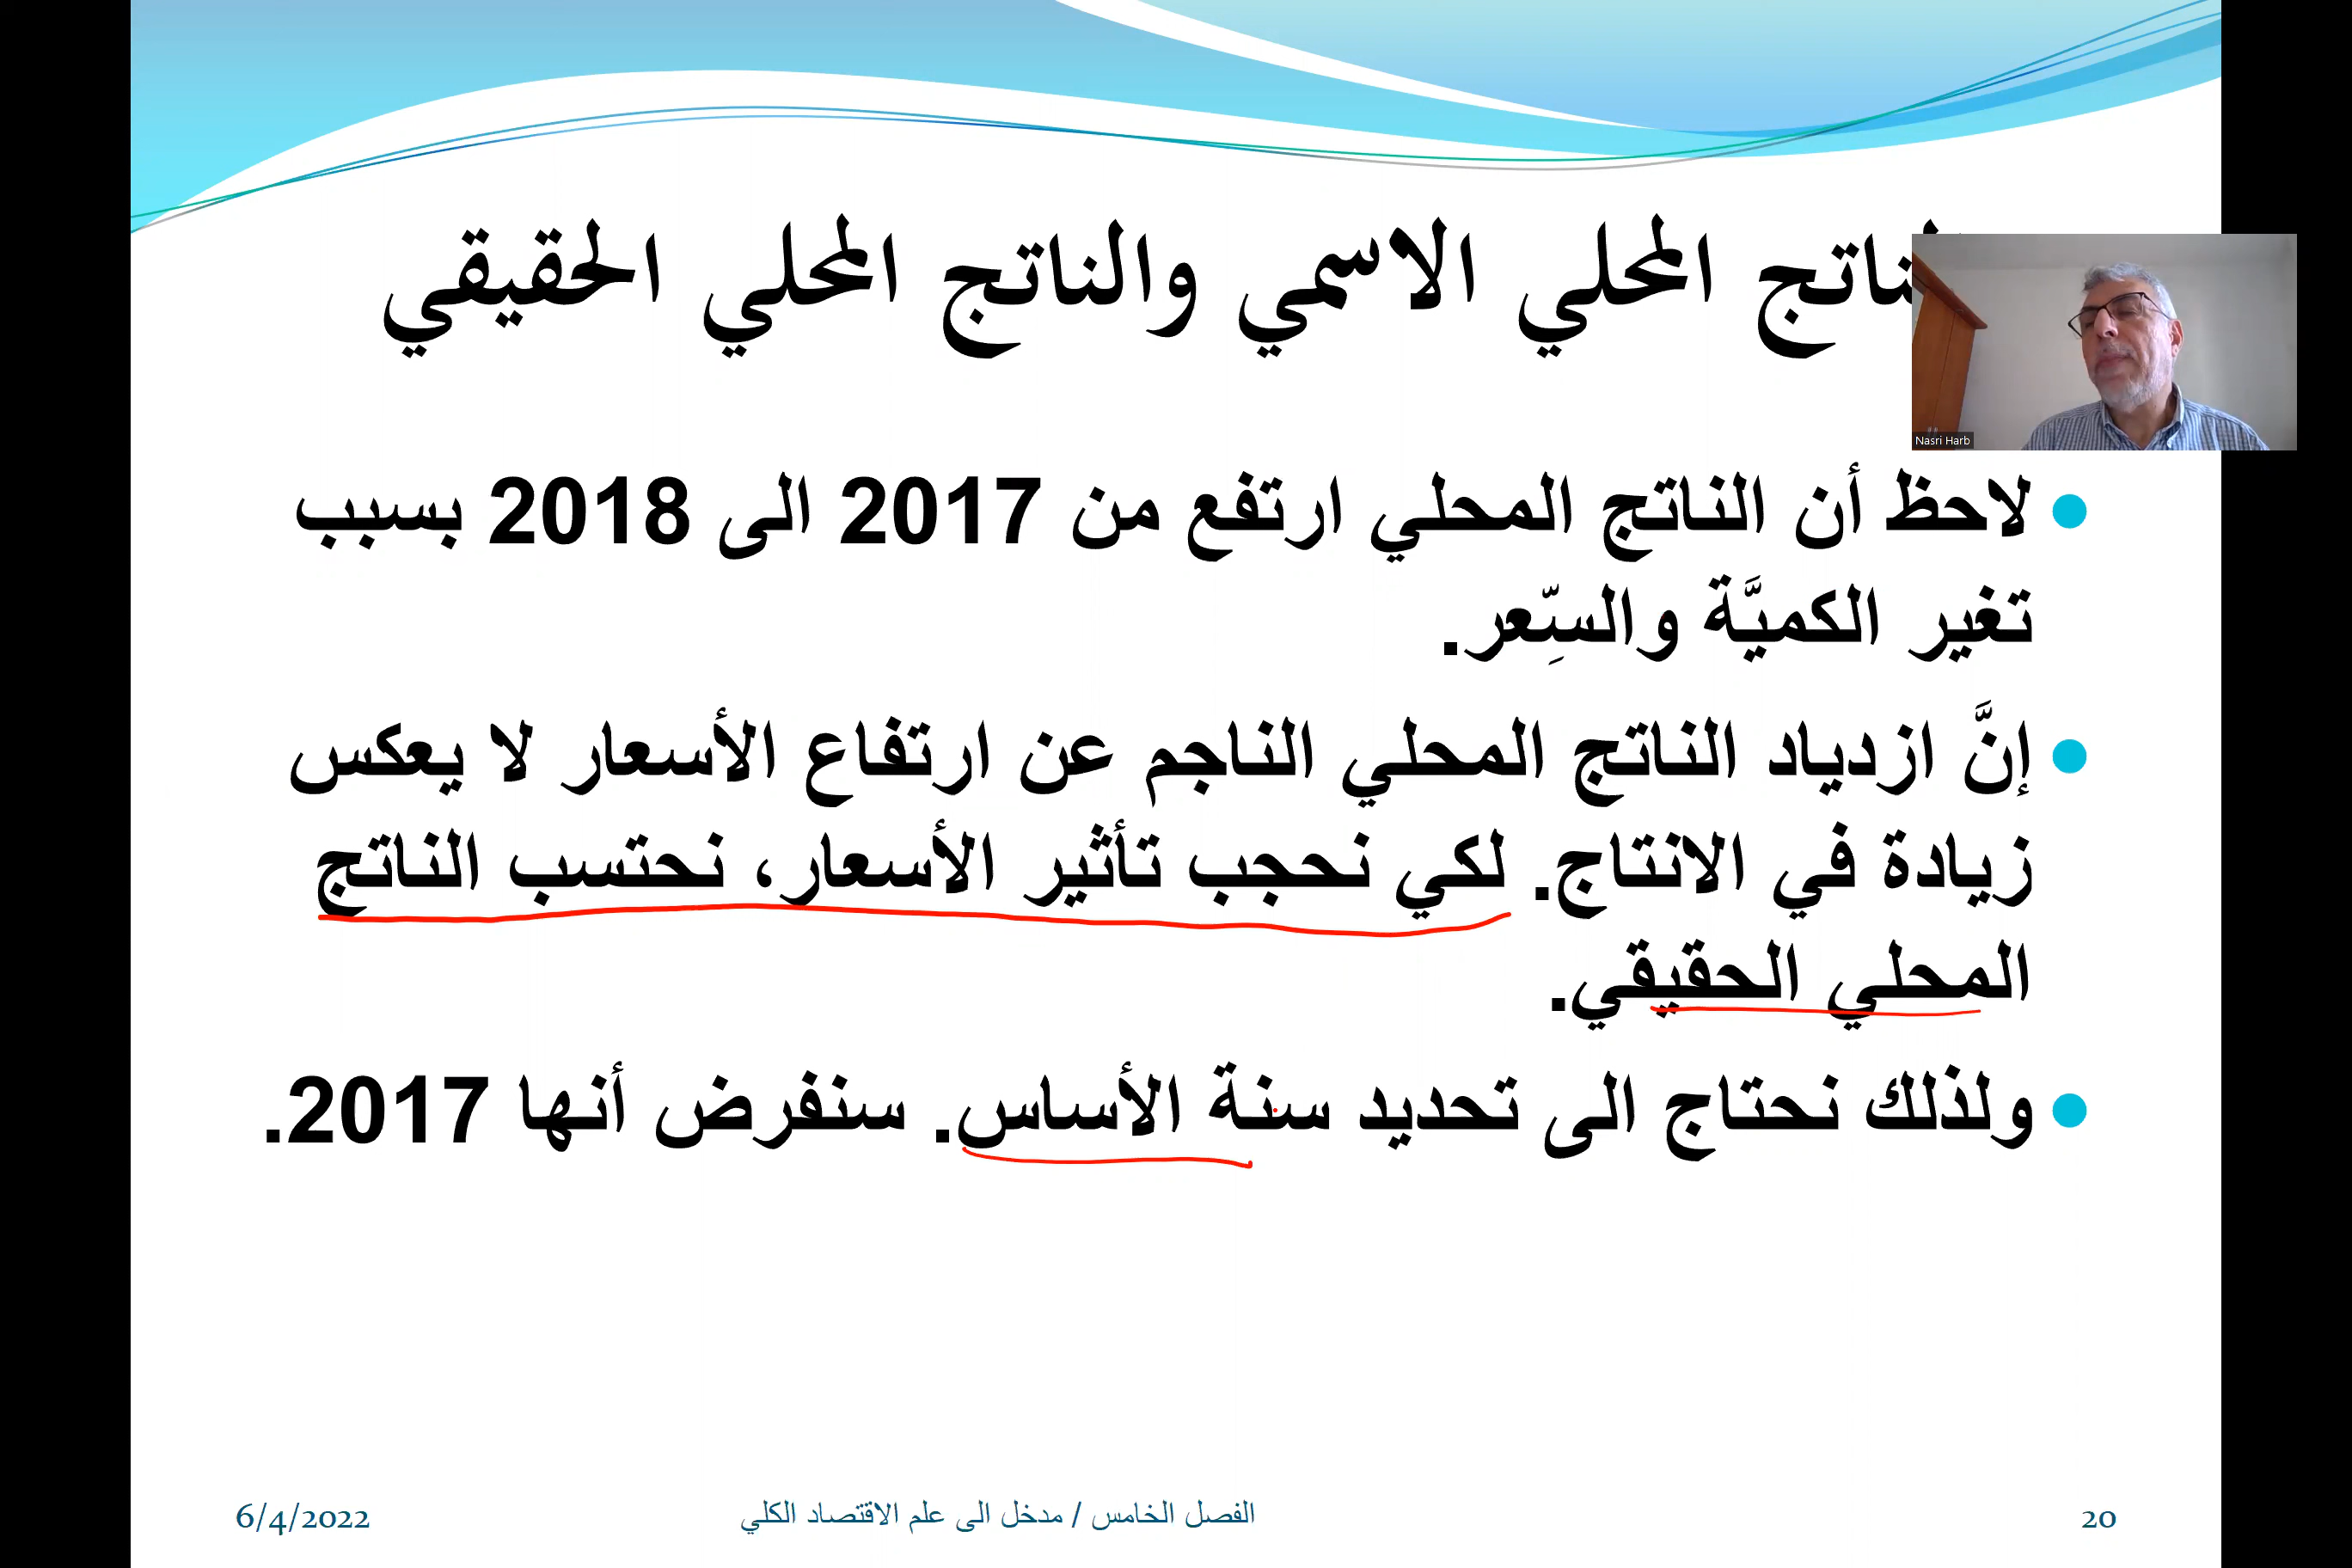 الناتج المحلي الاسمي والناتج المحلي الحقيقي
Nasri Harb
لاحظ أن الناتج المحلي ارتفع من 2017 الى 2018 بسبب
تغير الكميَّة والسِّعر.
إنَّ ازدياد الناتج المحلي الناجم عن ارتفاع الأسعار لا يعكس
زيادة في الانتاج. لكي نحجب تأثير الأسعار، نحتسب الناتج
المحلي الحقيقي.
ولذلك نحتاج الى تحديد سنة الأساس. سنفرض أنها 2017.
6/4/2022
الفصل الخامس / مدخل الى علم الاقتصاد الكلي
20